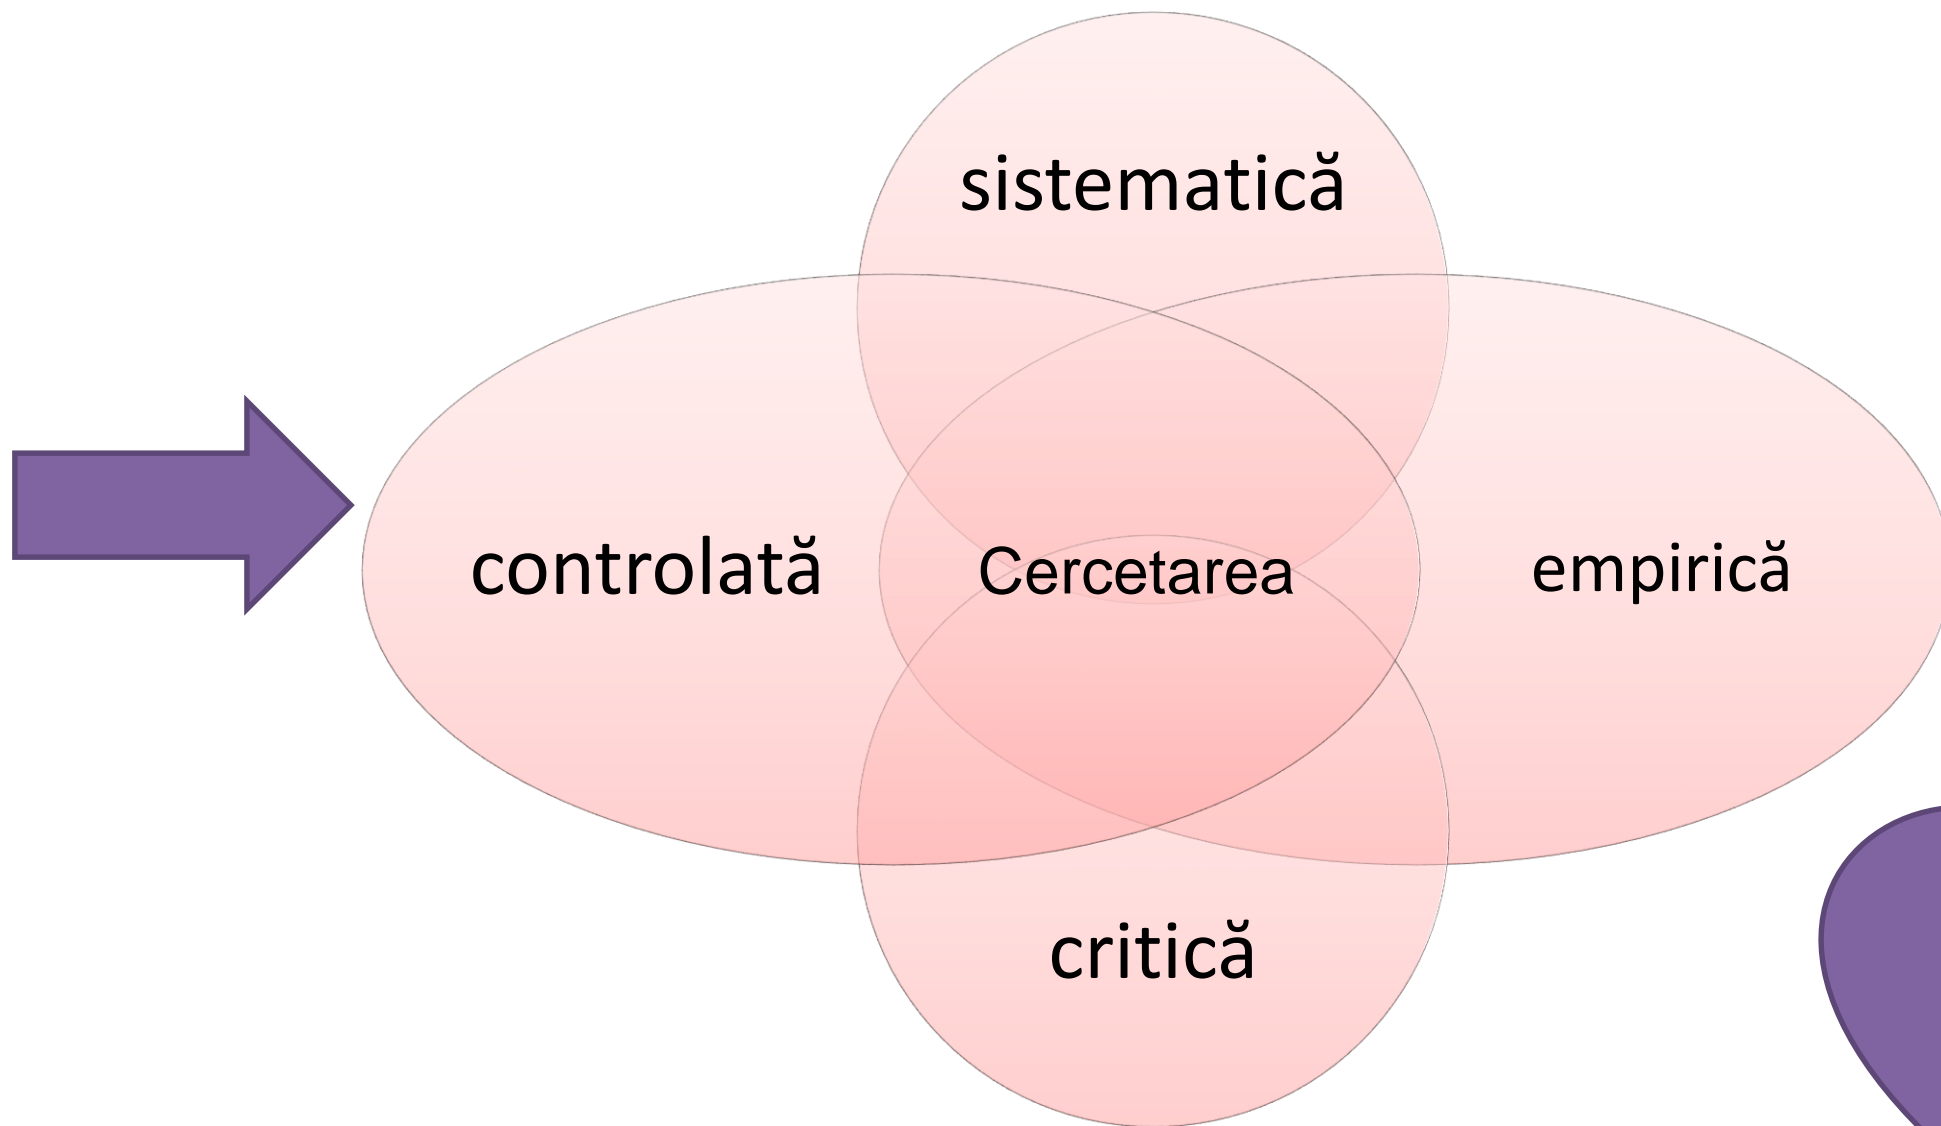 sistematică
controlată
Cercetarea
empirică
critică